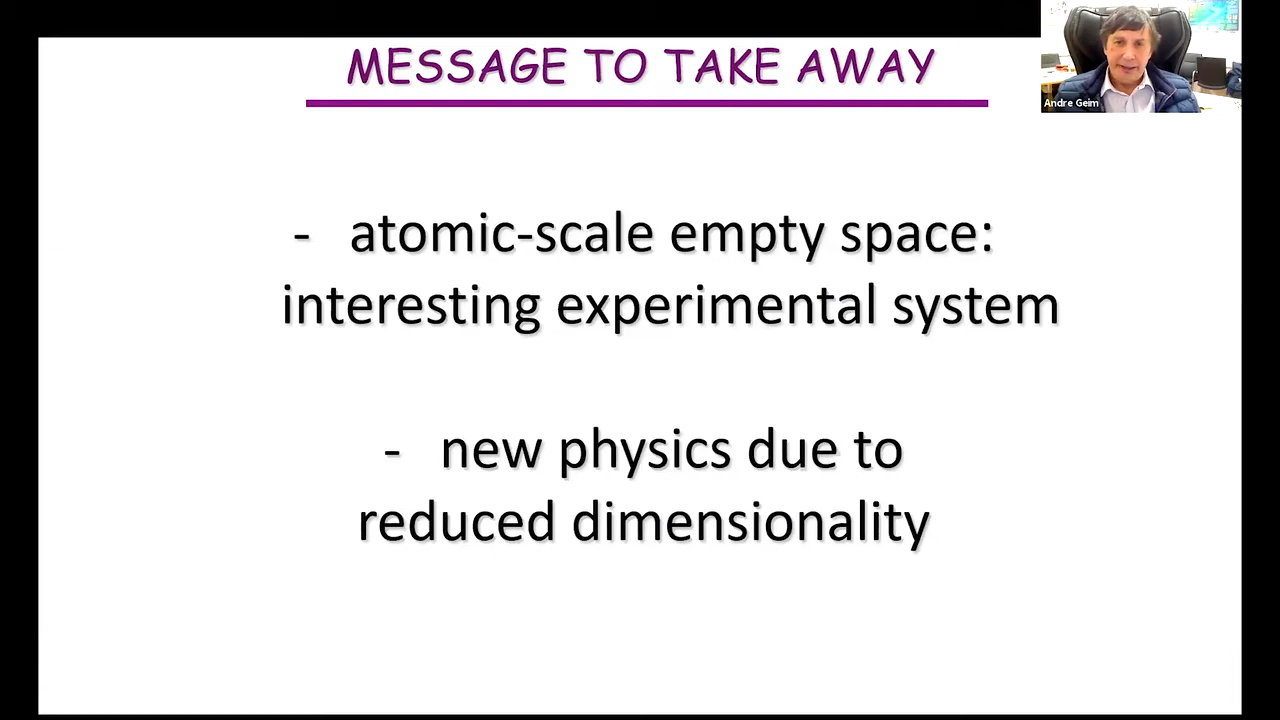 MESSAGE TO TAKE AWAY
Andre Geim
- atomic-scale empty space:
interesting experimental system
- new physics due to
reduced dimensionality